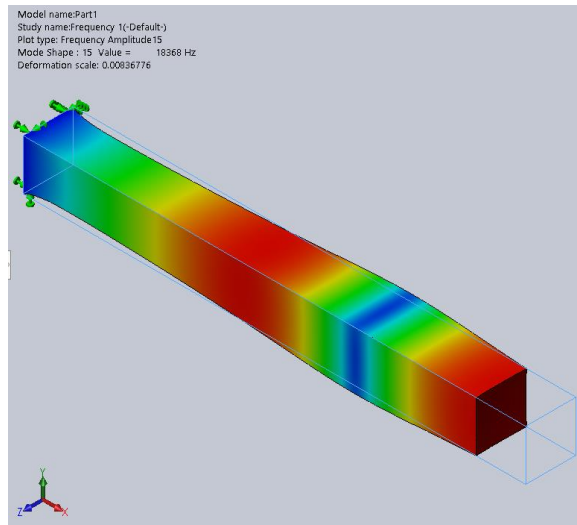 Model name:Part1
Study name:Frequency 1(-Default-)
Plot type: Frequency Amplitude15
Mode Shape : 15 Value = 18368 Hz
Deformation scale: 0.00836776
Y
Z
X